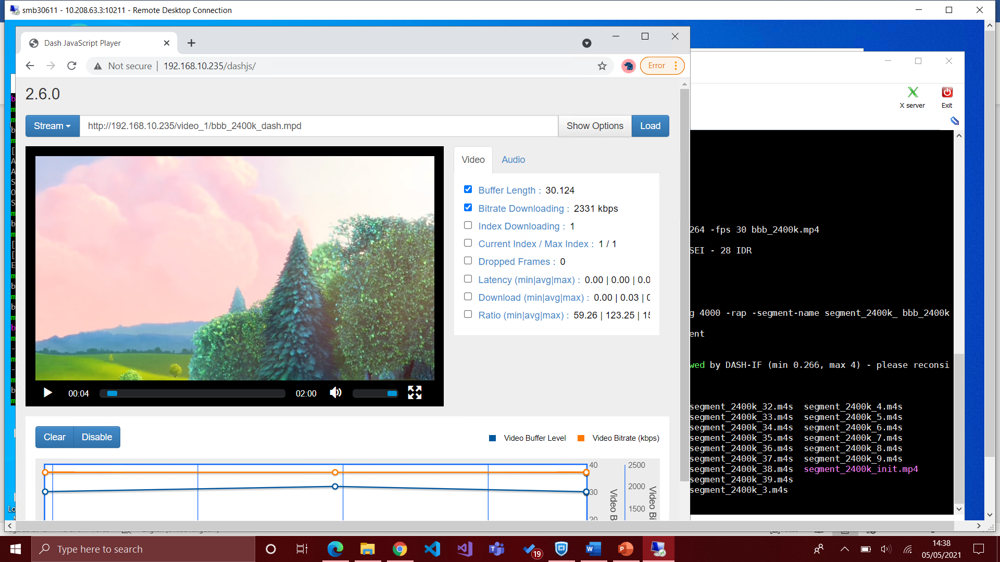 smb30611 - 10.208.63.3:10211 - Remote Desktop Connection
Dash JavaScript Player
Not secure | 192.168.10.235/dashjs/
Error
2.6.0
Stream http://192.168.10.235/video_1/bbb_2400k_dash.mpd Show Options Load
Video Audio
Buffer Length : 30.124
Bitrate Downloading : 2331 kbps
Index Downloading : 1
Current Index / Max Index : 1 / 1
Dropped Frames : 0
Latency (min|avg|max) : 0.00 | 0.00 | 0.0
Download (min|avg|max) : 0.00 | 0.03 |
Ratio (min|avg|max) : 59.26 | 123.25 | 15
00:04 02:00
Clear Disable
Video Buffer Level Video Bitrate (kbps)
40 2500
30 2000
20 1500
Video B
Video Bi
X server Exit
264 -fps 30 bbb_2400k.mp4
SEI - 28 IDR
g 4000 -rap -segment-name segment_2400k_ bbb_2400k
ent
wed by DASH-IF (min 0.266, max 4) - please reconsi
segment_2400k_32.m4s segment_2400k_4.m4s
segment_2400k_33.m4s segment_2400k_5.m4s
segment_2400k_34.m4s segment_2400k_6.m4s
segment_2400k_35.m4s segment_2400k_7.m4s
segment_2400k_36.m4s segment_2400k_8.m4s
segment_2400k_37.m4s segment_2400k_9.m4s
segment_2400k_38.m4s segment_2400k_init.mp4
segment_2400k_39.m4s
segment_2400k_3.m4s
Type here to search
19
14:38
05/05/2021